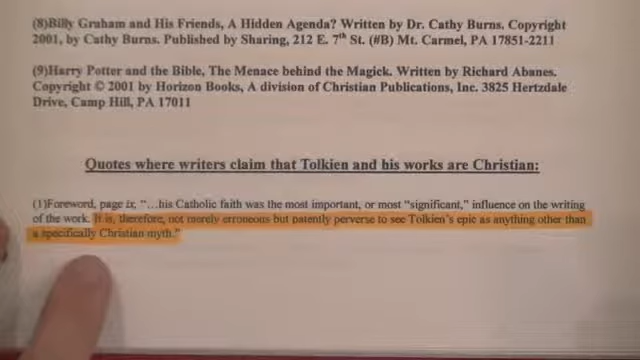 (8)Billy Graham and His Friends, A Hidden Agenda? Written by Dr. Cathy Burns. Copyright
2001, by Cathy Burns. Published by Sharing, 212 E. 7th St. (#B) Mt. Carmel, PA 17851-2211
(9)Harry Potter and the Bible, The Menace behind the Magick. Written by Richard Abanes.
Copyright © 2001 by Horizon Books, A division of Christian Publications, Inc. 3825 Hertzdale
Drive, Camp Hill, PA 17011
Quotes where writers claim that Tolkien and his works are Christian:
(1)Foreword, page ix, “…his Catholic faith was the most important, or most “significant,” influence on the writing
of the work. It is, therefore, not merely erroneous but patently perverse to see Tolkien’s epic as anything other than
a specifically Christian myth.”